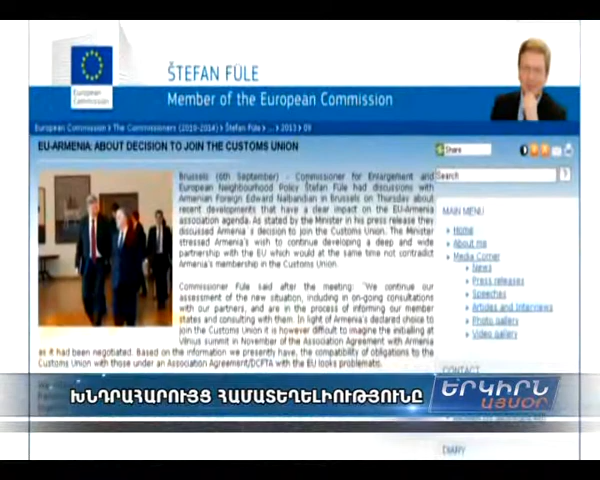 ŠTEFAN FÜLE
Member of the European Commission
European Commission
European Commission > The Commissioners (2010-2014) > Štefan Füle > ... > 2013 > 09
EU-ARMENIA: ABOUT DECISION TO JOIN THE CUSTOMS UNION
Share
Search
Brussels (6th September) - Commissioner for Enlargement and
European Neighbourhood Policy Štefan Füle had discussions with
Armenian Foreign Edward Nalbandian in Brussels on Thursday about
recent developments that have a clear impact on the EU-Armenia
association agenda. As stated by the Minister in his press release they
discussed Armenia s decision to join the Customs Union. The Minister
stressed Armenia's wish to continue developing a deep and wide
partnership with the EU which would at the same time not contradict
Armenia's membership in the Customs Union.
Commissioner Füle said after the meeting: "We continue our
assessment of the new situation, including in on-going consultations
with our partners, and are in the process of informing our member
states and consulting with them. In light of Armenia's declared choice to
join the Customs Union it is however difficult to imagine the initialling at
Vilnius summit in November of the Association Agreement with Armenia
as it had been negotiated. Based on the information we presently have, the compatibility of obligations to the
Customs Union with those under an Association Agreement/DCFTA with the EU looks problematic.
MAIN MENU
Home
About me
Media Corner
News
Press releases
Speeches
Articles and Interviews
Photo gallery
Video gallery
CONTACT
ԽՆԴՐԱՀԱՐՈՒՅՑ ՀԱՄԱՏԵՂԵԼԻՈՒԹՅՈՒՆԸ
ԵՐԿԻՐՆ
ԱՅՍՕՐ
DIARY